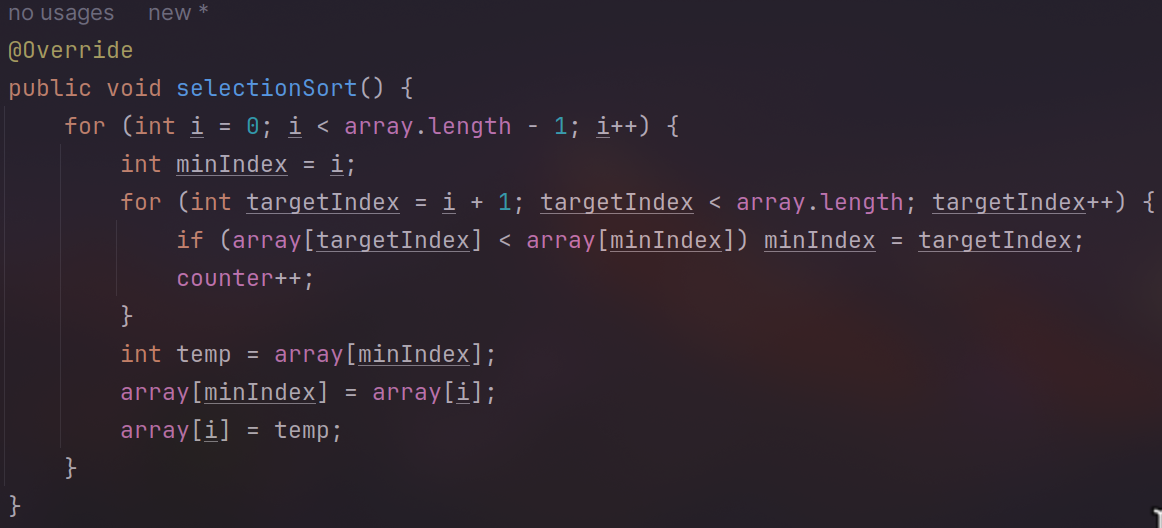 no usages new *
@Override
public void selectionSort() {
for (int i = 0; i < array.length - 1; i++) {
int minIndex = i;
for (int targetIndex = i + 1; targetIndex < array.length; targetIndex++) {
if (array[targetIndex] < array[minIndex]) minIndex = targetIndex;
counter++;
}
int temp = array[minIndex];
array[minIndex] = array[i];
array[i] = temp;
}
}